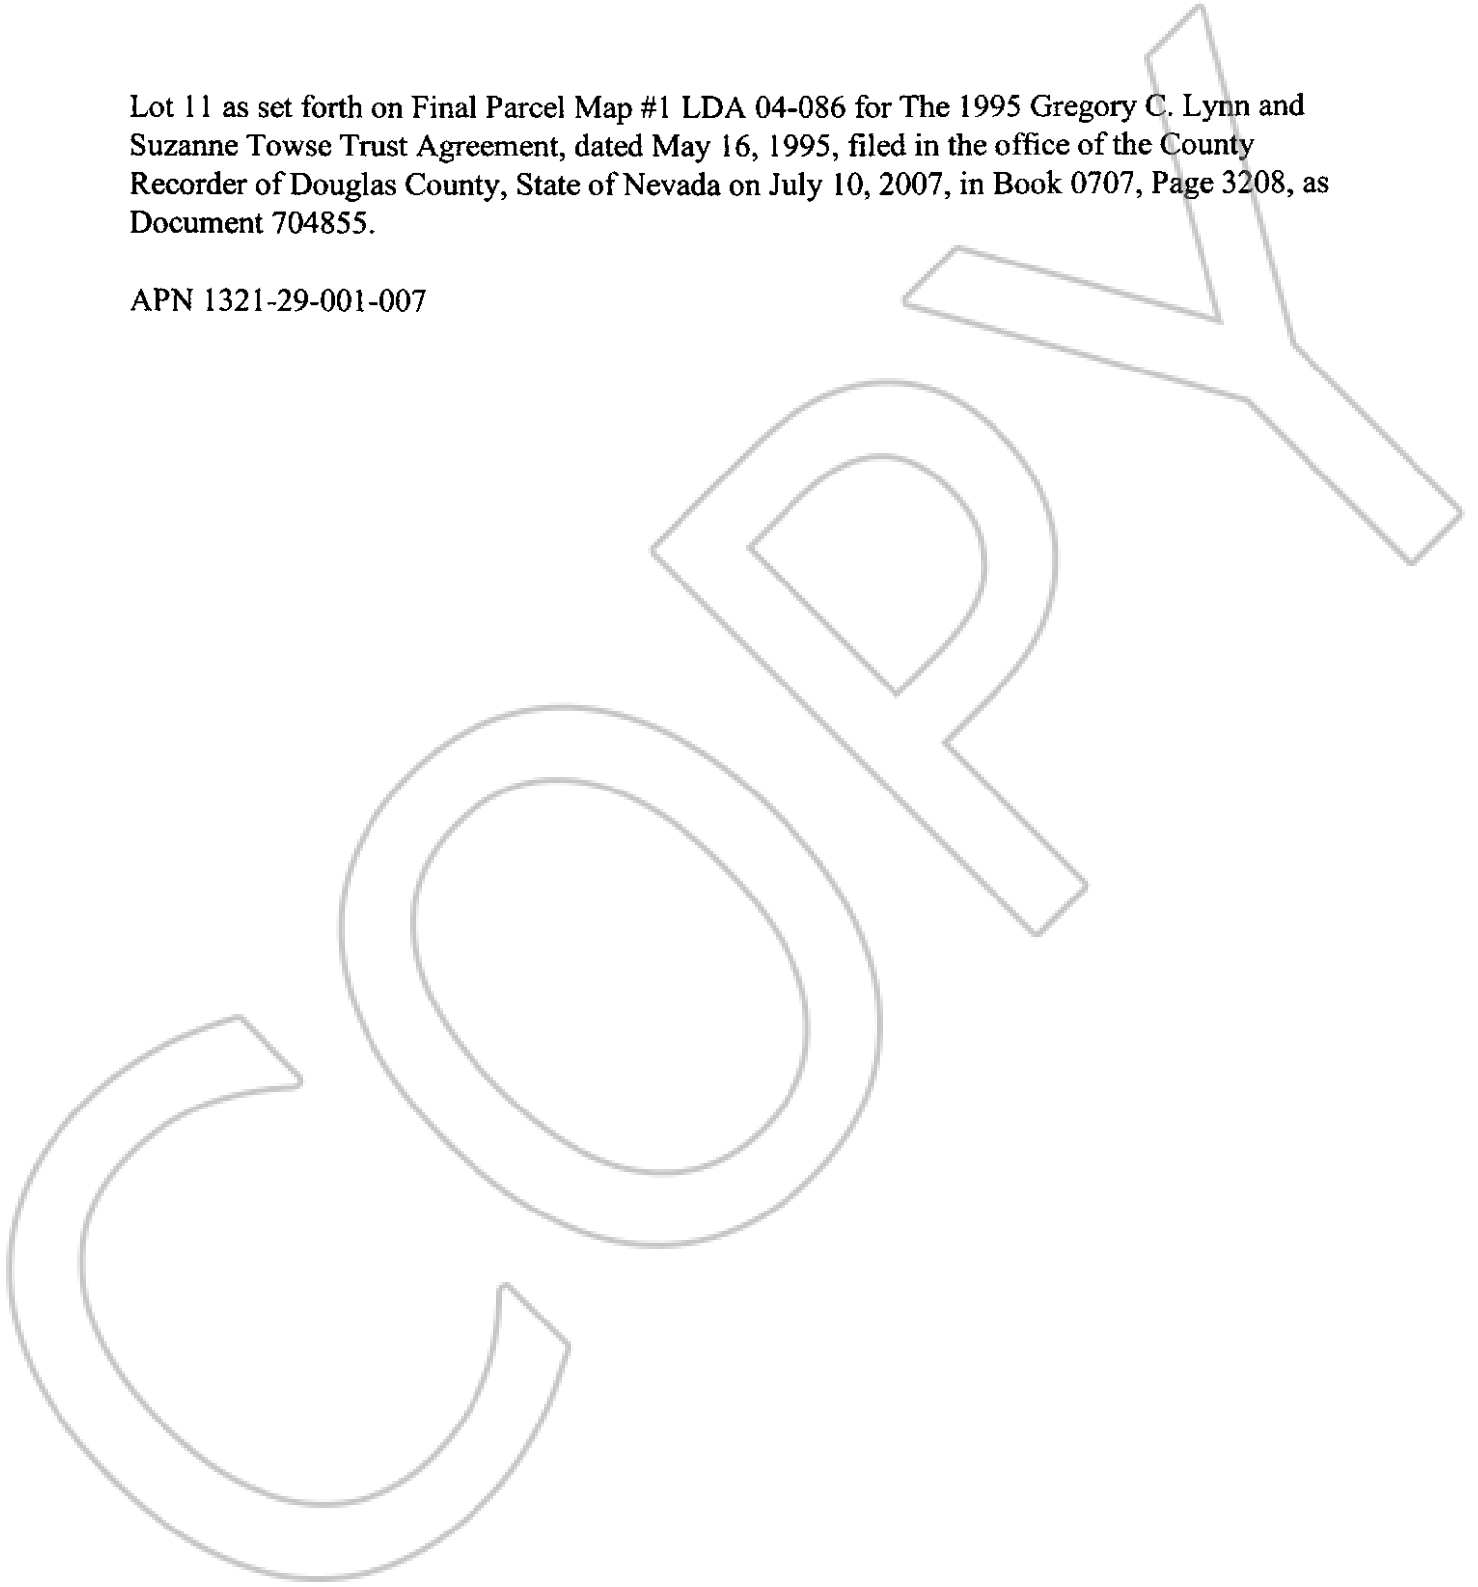 Lot 11 as set forth on Final Parcel Map #1 LDA 04-086 for The 1995 Gregory C. Lynn and
Suzanne Towse Trust Agreement, dated May 16, 1995, filed in the office of the County
Recorder of Douglas County, State of Nevada on July 10, 2007, in Book 0707, Page 3208, as
Document 704855.
APN 1321-29-001-007
COPY